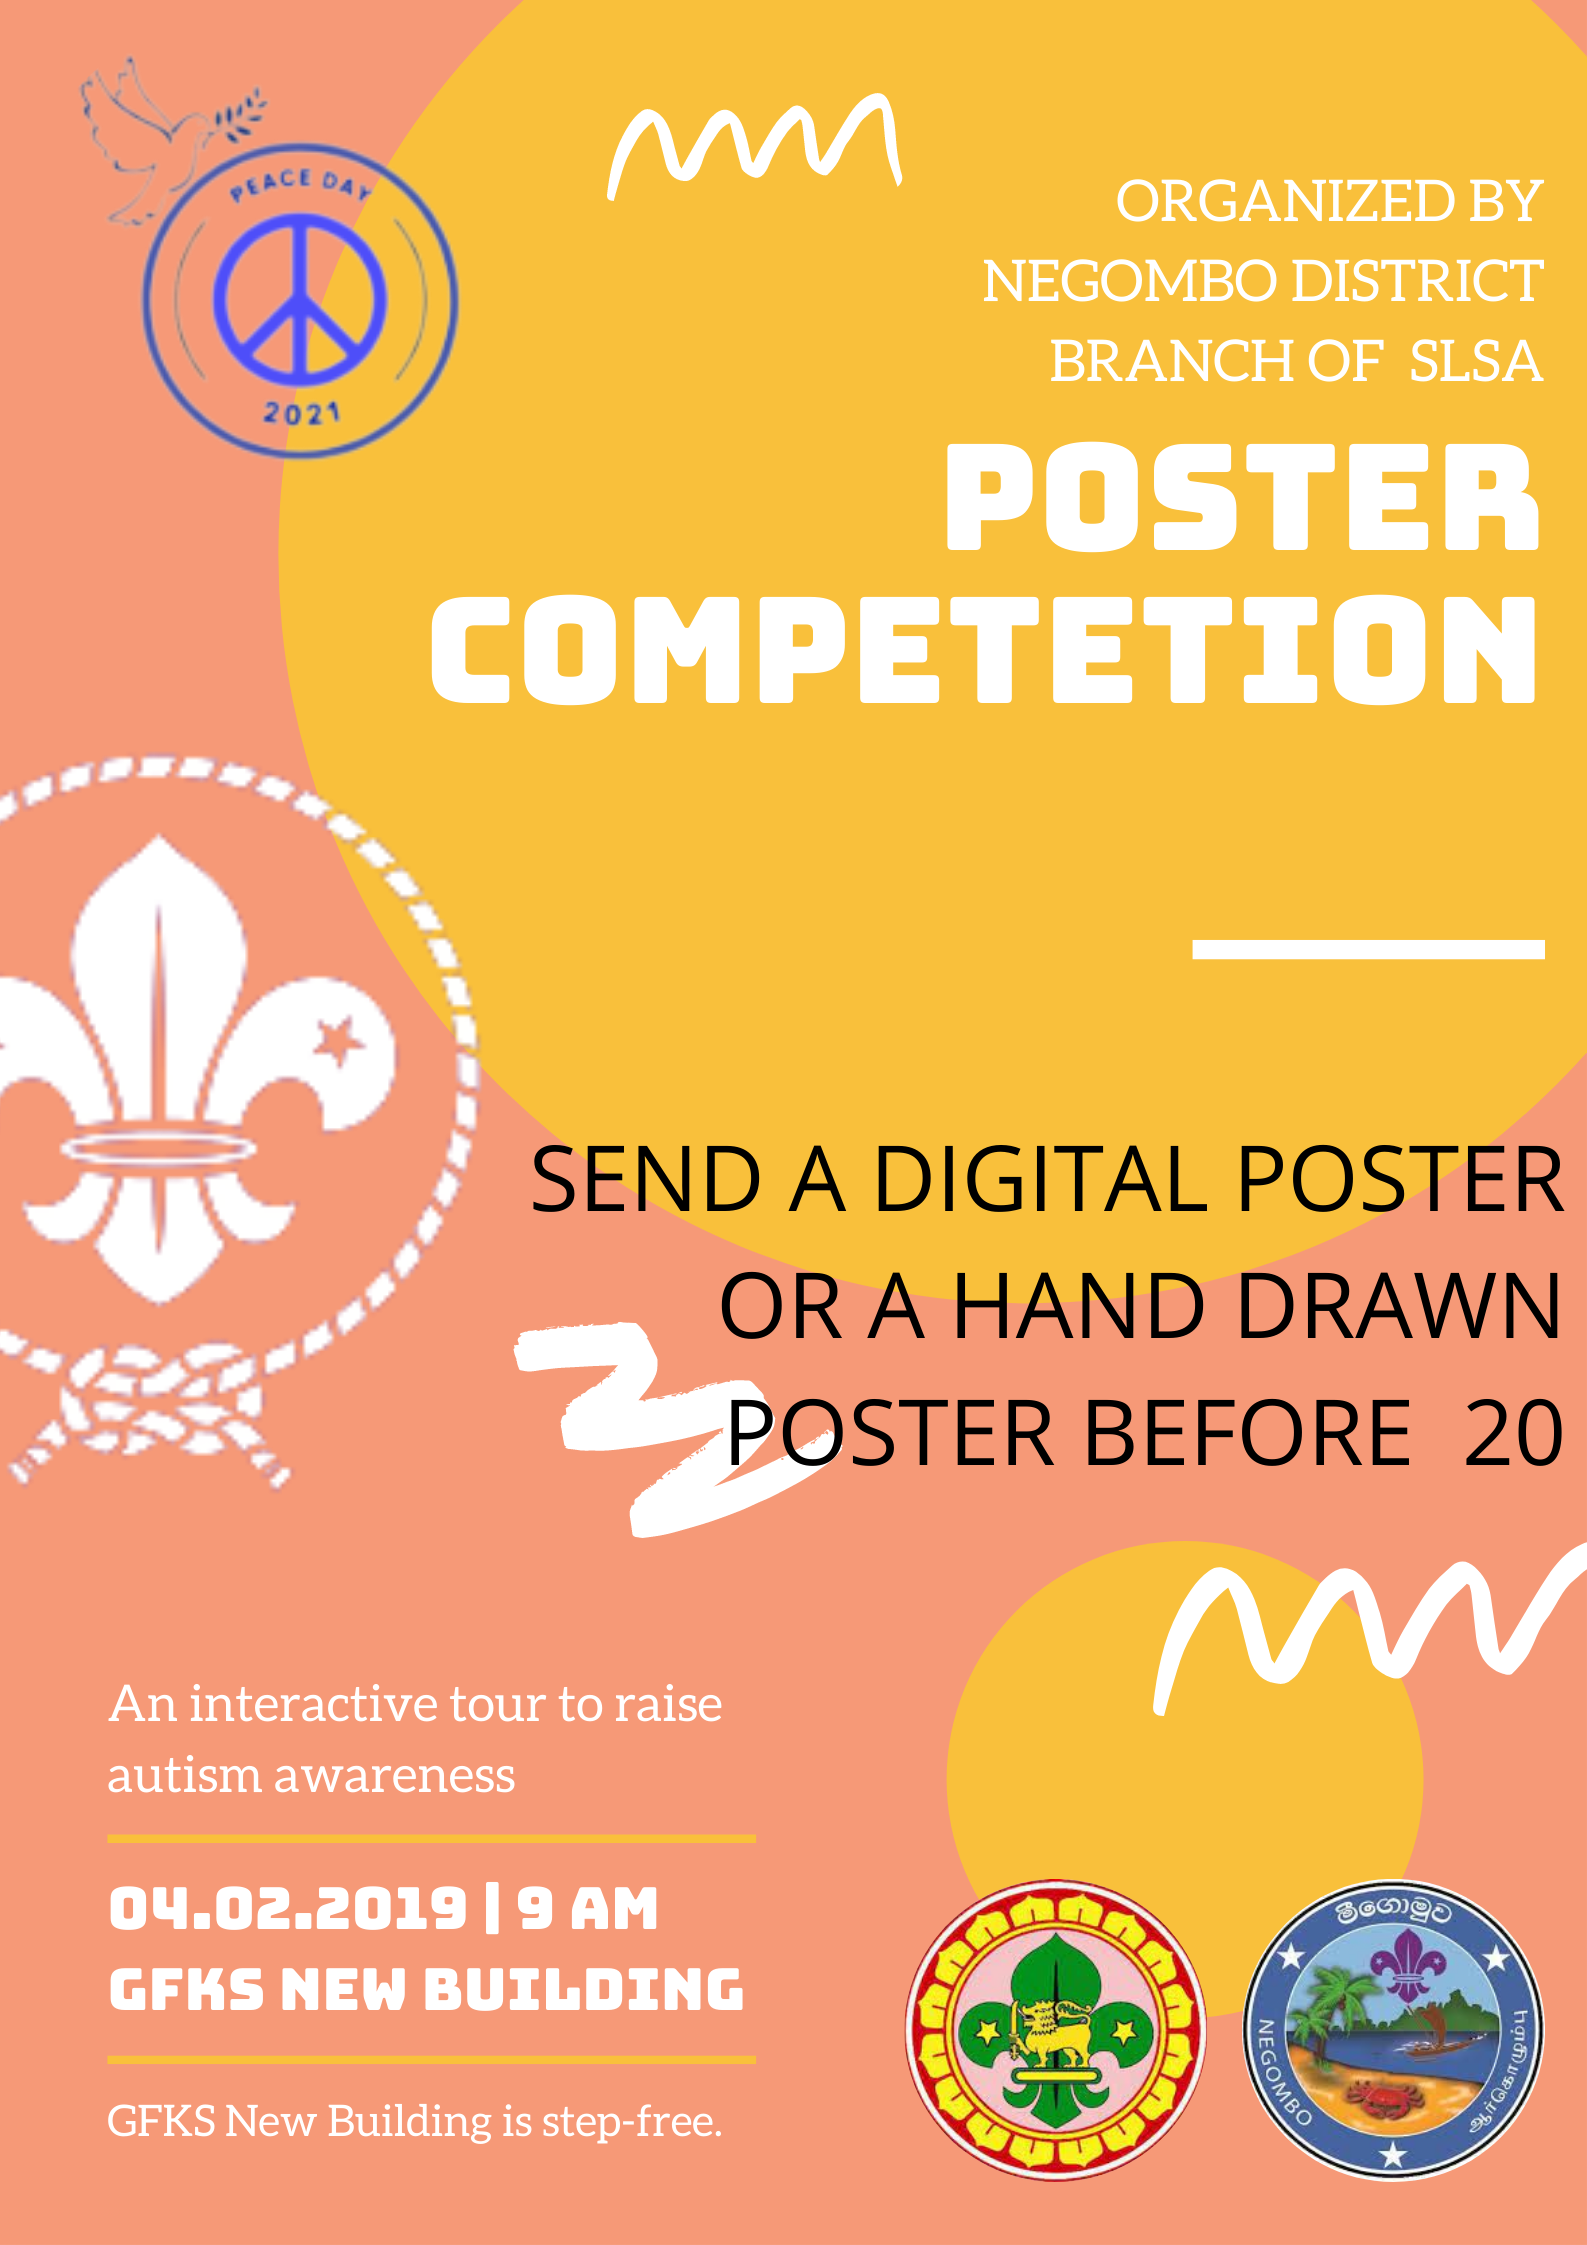 PEACE DAY
2021
ORGANIZED BY
NEGOMBO DISTRICT
BRANCH OF SLSA
POSTER
COMPETETION
SEND A DIGITAL POSTER
OR A HAND DRAWN
POSTER BEFORE 20
An interactive tour to raise
autism awareness
04.02.2019 | 9 AM
GFKS NEW BUILDING
GFKS New Building is step-free.
මීගොමුව
NEGOMBO